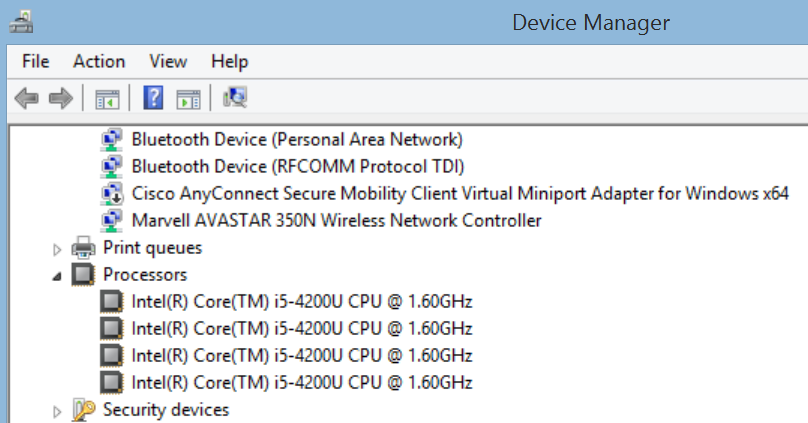 Device Manager
File Action View Help
Bluetooth Device (Personal Area Network)
Bluetooth Device (RFCOMM Protocol TDI)
Cisco AnyConnect Secure Mobility Client Virtual Miniport Adapter for Windows x64
Marvell AVASTAR 350N Wireless Network Controller
Print queues
Processors
Intel(R) Core(TM) i5-4200U CPU @ 1.60GHz
Intel(R) Core(TM) i5-4200U CPU @ 1.60GHz
Intel(R) Core(TM) i5-4200U CPU @ 1.60GHz
Intel(R) Core(TM) i5-4200U CPU @ 1.60GHz
Security devices